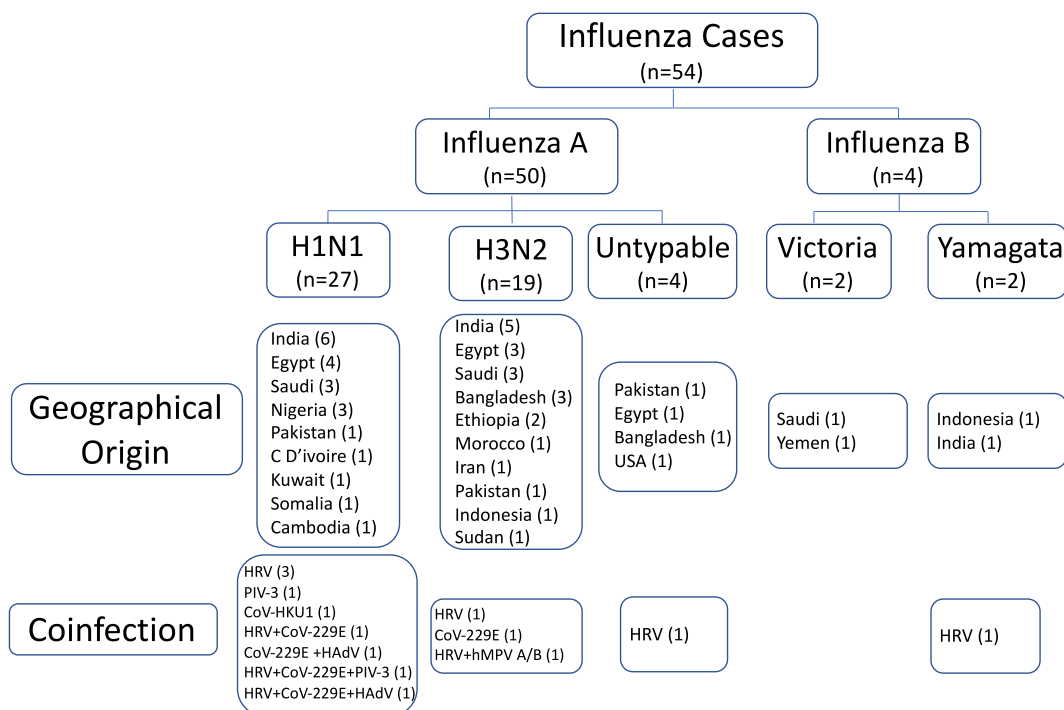 Influenza Cases
(n=54)
Influenza A
(n=50)
Influenza B
(n=4)
H1N1
(n=27)
H3N2
(n=19)
Untypable
(n=4)
Victoria
(n=2)
Yamagata
(n=2)
Geographical
Origin
India (6)
Egypt (4)
Saudi (3)
Nigeria (3)
Pakistan (1)
C D’ivoire (1)
Kuwait (1)
Somalia (1)
Cambodia (1)
India (5)
Egypt (3)
Saudi (3)
Bangladesh (3)
Ethiopia (2)
Morocco (1)
Iran (1)
Pakistan (1)
Indonesia (1)
Sudan (1)
Pakistan (1)
Egypt (1)
Bangladesh (1)
USA (1)
Saudi (1)
Yemen (1)
Indonesia (1)
India (1)
Coinfection
HRV (3)
PIV-3 (1)
CoV-HKU1 (1)
HRV+CoV-229E (1)
CoV-229E +HAdV (1)
HRV+CoV-229E+PIV-3 (1)
HRV+CoV-229E+HAdV (1)
HRV (1)
CoV-229E (1)
HRV+hMPV A/B (1)
HRV (1)
HRV (1)